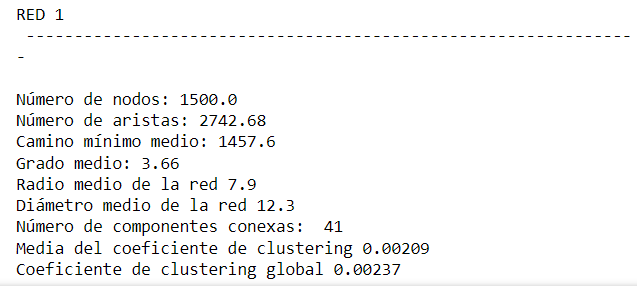 RED 1
-----------------------------------------------------------------
-
Número de nodos: 1500.0
Número de aristas: 2742.68
Camino mínimo medio: 1457.6
Grado medio: 3.66
Radio medio de la red 7.9
Diámetro medio de la red 12.3
Número de componentes conexas:  41
Media del coeficiente de clustering 0.00209
Coeficiente de clustering global 0.00237